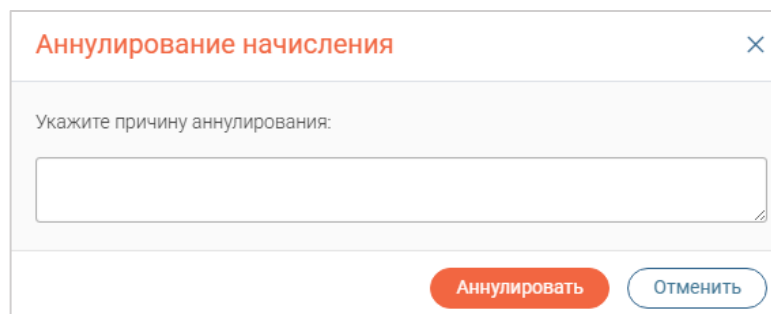 Аннулирование начисления
Укажите причину аннулирования:
Аннулировать
Отменить